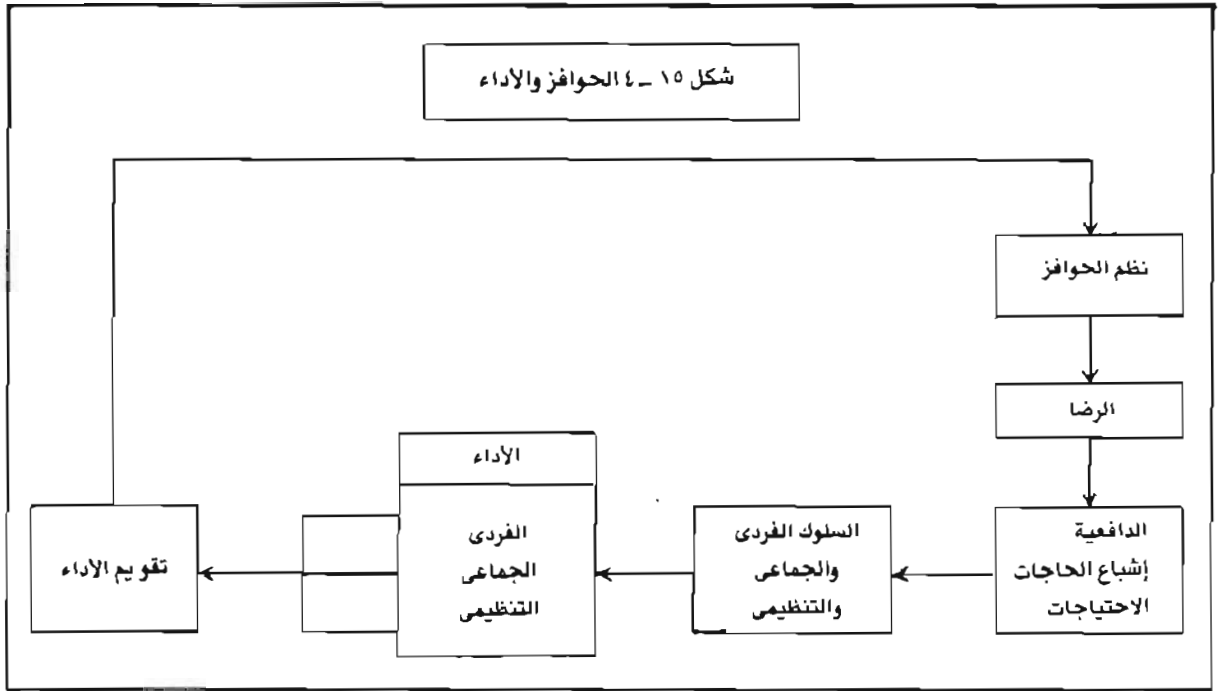 شكل ١٥ ــ ٤ الحوافز والأداء
نظم الحوافز
الرضا
الدافعية
إشباع الحاجات
الاحتياجات
السلوك الفردى
والجماعى
والتنظيمى
الأداء
الفردى
الجماعى
التنظيمى
تقويم الأداء